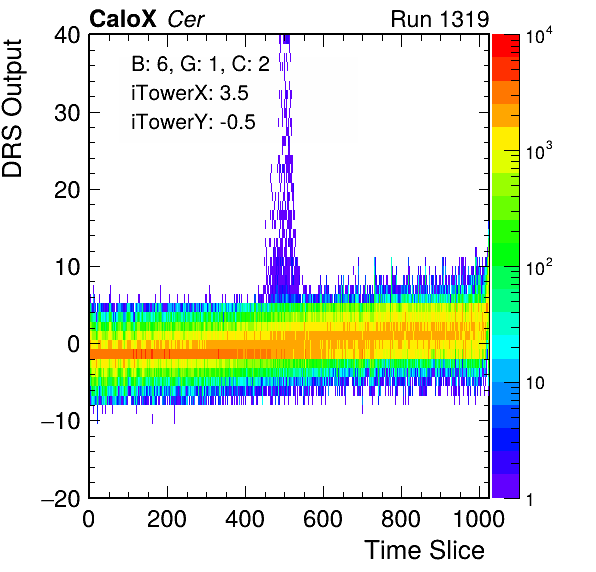 CaloX Cer Run 1319
DRS Output
B: 6, G: 1, C: 2
iTowerX: 3.5
iTowerY: -0.5
40
30
20
10
0
−10
−20
0 200 400 600 800 1000
Time Slice
10^4
10^3
10^2
10
1